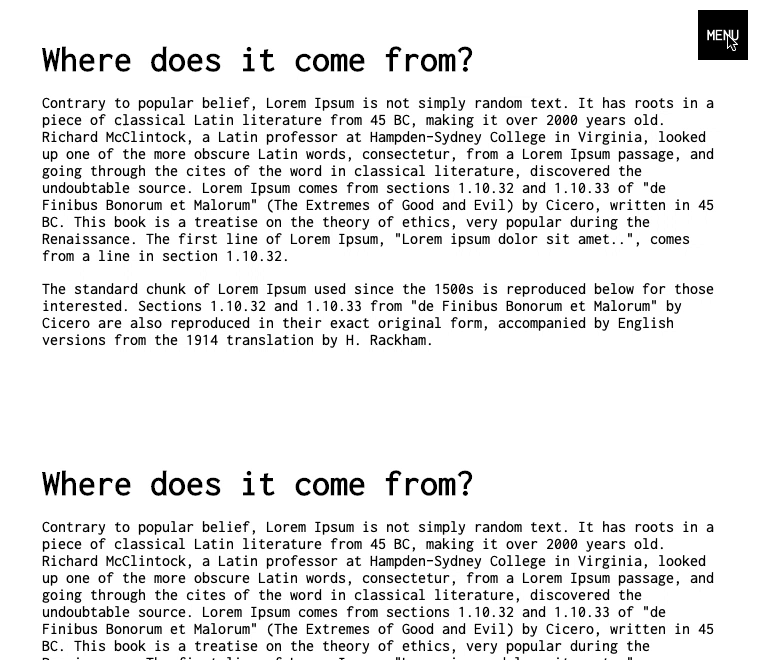 MENU
Where does it come from?
Contrary to popular belief, Lorem Ipsum is not simply random text. It has roots in a
piece of classical Latin literature from 45 BC, making it over 2000 years old.
Richard McClintock, a Latin professor at Hampden-Sydney College in Virginia, looked
up one of the more obscure Latin words, consectetur, from a Lorem Ipsum passage, and
going through the cites of the word in classical literature, discovered the
undoubtable source. Lorem Ipsum comes from sections 1.10.32 and 1.10.33 of "de
Finibus Bonorum et Malorum" (The Extremes of Good and Evil) by Cicero, written in 45
BC. This book is a treatise on the theory of ethics, very popular during the
Renaissance. The first line of Lorem Ipsum, "Lorem ipsum dolor sit amet..", comes
from a line in section 1.10.32.
The standard chunk of Lorem Ipsum used since the 1500s is reproduced below for those
interested. Sections 1.10.32 and 1.10.33 from "de Finibus Bonorum et Malorum" by
Cicero are also reproduced in their exact original form, accompanied by English
versions from the 1914 translation by H. Rackham.
Where does it come from?
Contrary to popular belief, Lorem Ipsum is not simply random text. It has roots in a
piece of classical Latin literature from 45 BC, making it over 2000 years old.
Richard McClintock, a Latin professor at Hampden-Sydney College in Virginia, looked
up one of the more obscure Latin words, consectetur, from a Lorem Ipsum passage, and
going through the cites of the word in classical literature, discovered the
undoubtable source. Lorem Ipsum comes from sections 1.10.32 and 1.10.33 of "de
Finibus Bonorum et Malorum" (The Extremes of Good and Evil) by Cicero, written in 45
BC. This book is a treatise on the theory of ethics, very popular during the